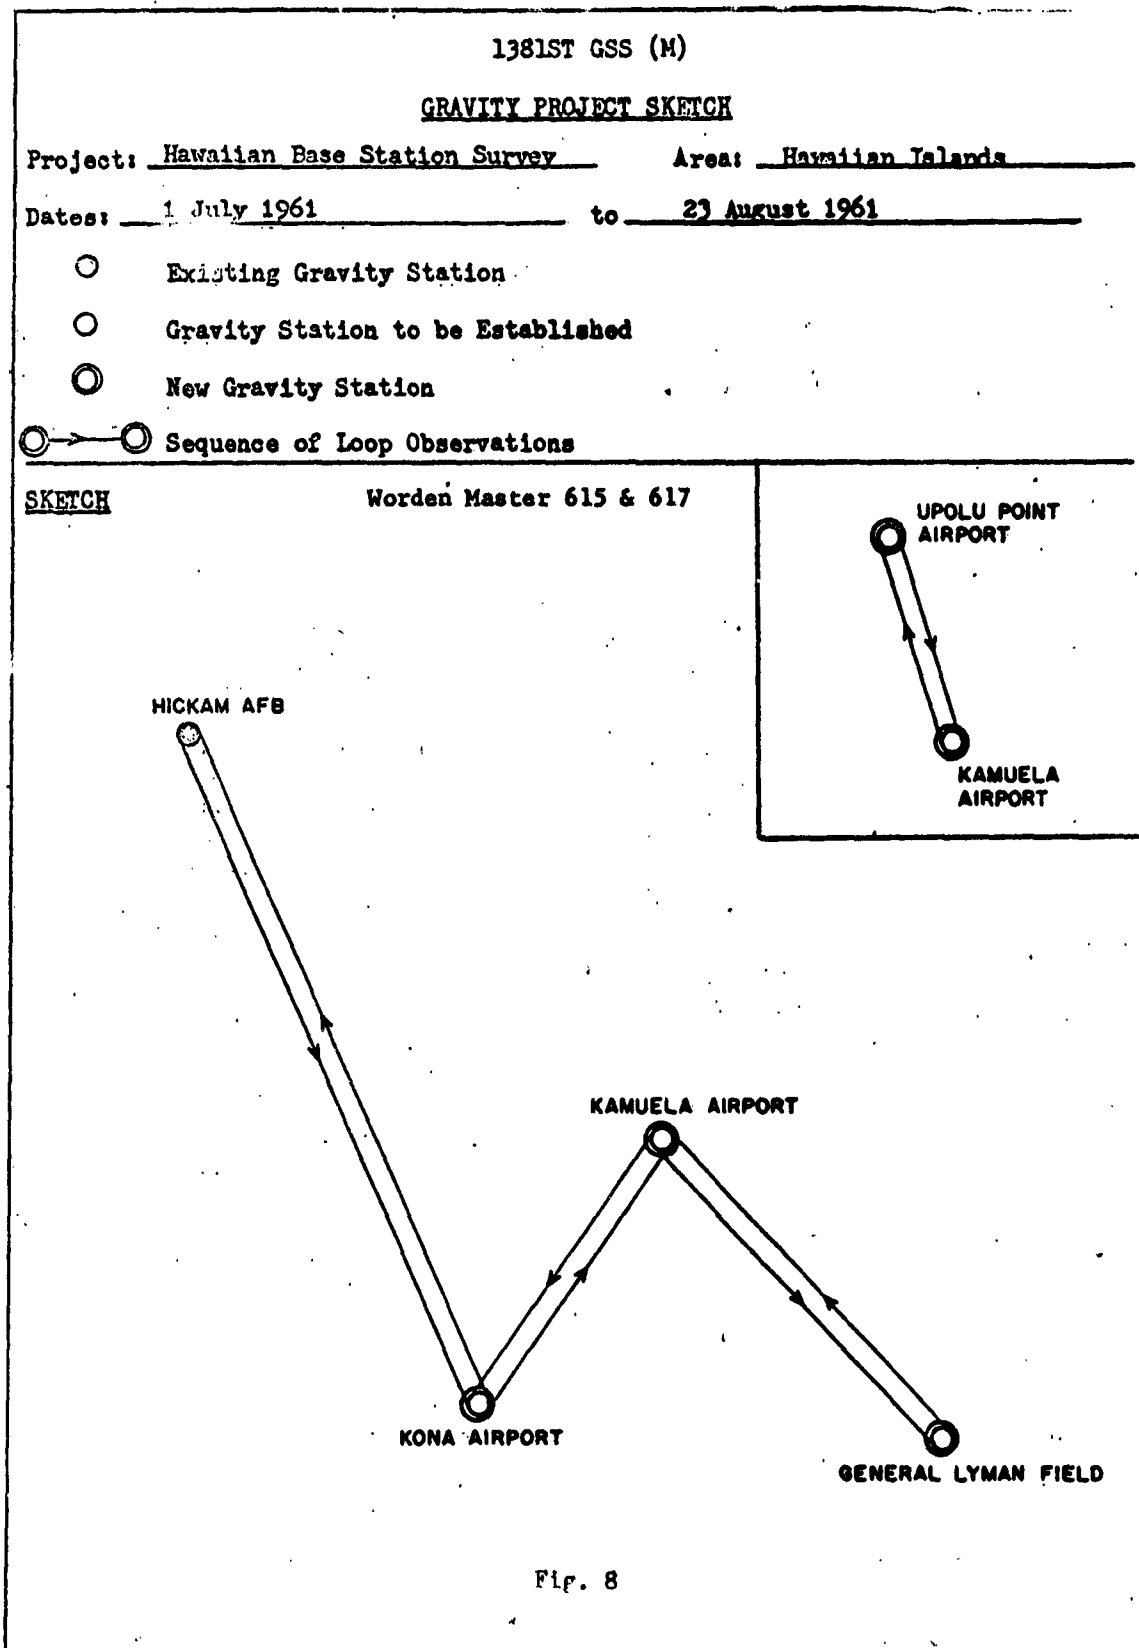 1381ST GSS (M)
GRAVITY PROJECT SKETCH
Project: Hawaiian Base Station Survey Area: Hawaiian Islands
Dates: 1 July 1961 to 23 August 1961
Existing Gravity Station
Gravity Station to be Established
New Gravity Station
Sequence of Loop Observations
SKETCH Worden Master 615 & 617
UPOLU POINT
AIRPORT
KAMUELA
AIRPORT
HICKAM AFB
KAMUELA AIRPORT
KONA AIRPORT
GENERAL LYMAN FIELD
Fig. 8